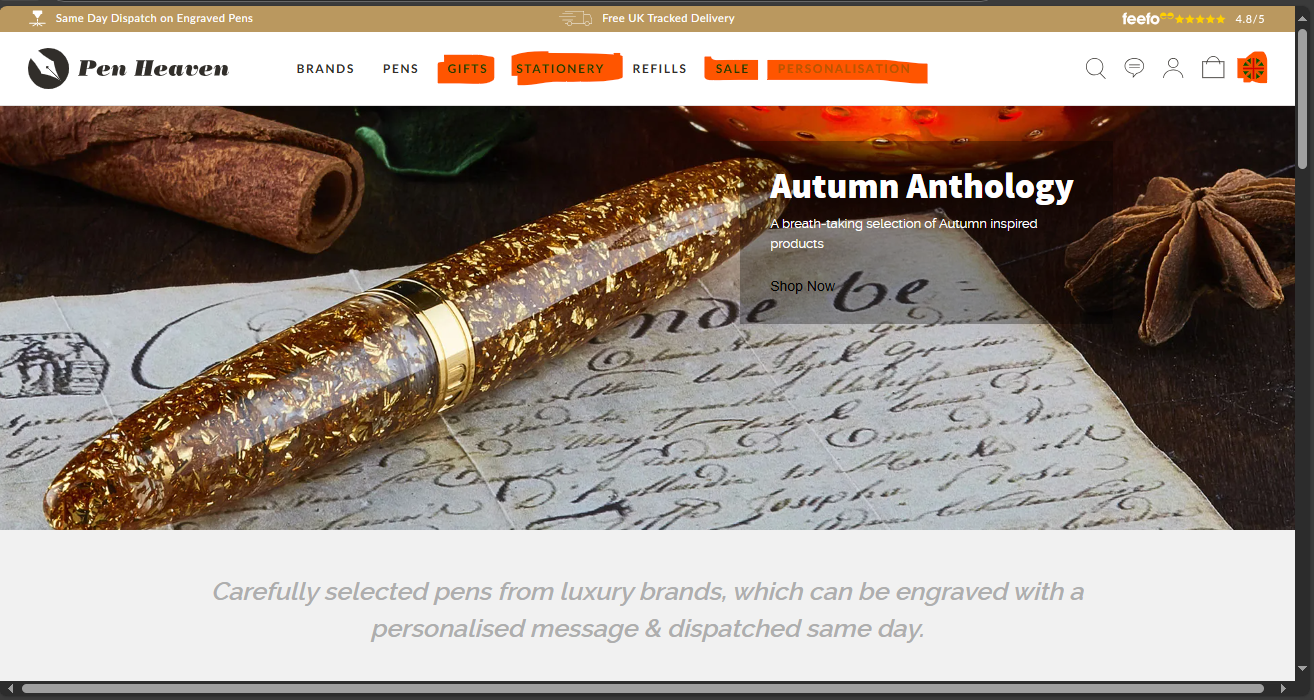 Same Day Dispatch on Engraved Pens
Free UK Tracked Delivery
feefo 4.8/5
Pen Heaven
BRANDS PENS GIFTS STATIONERY REFILLS SALE PERSONALISATION
Autumn Anthology
A breath-taking selection of Autumn inspired
products
Shop Now
nde be
Carefully selected pens from luxury brands, which can be engraved with a
personalised message & dispatched same day.